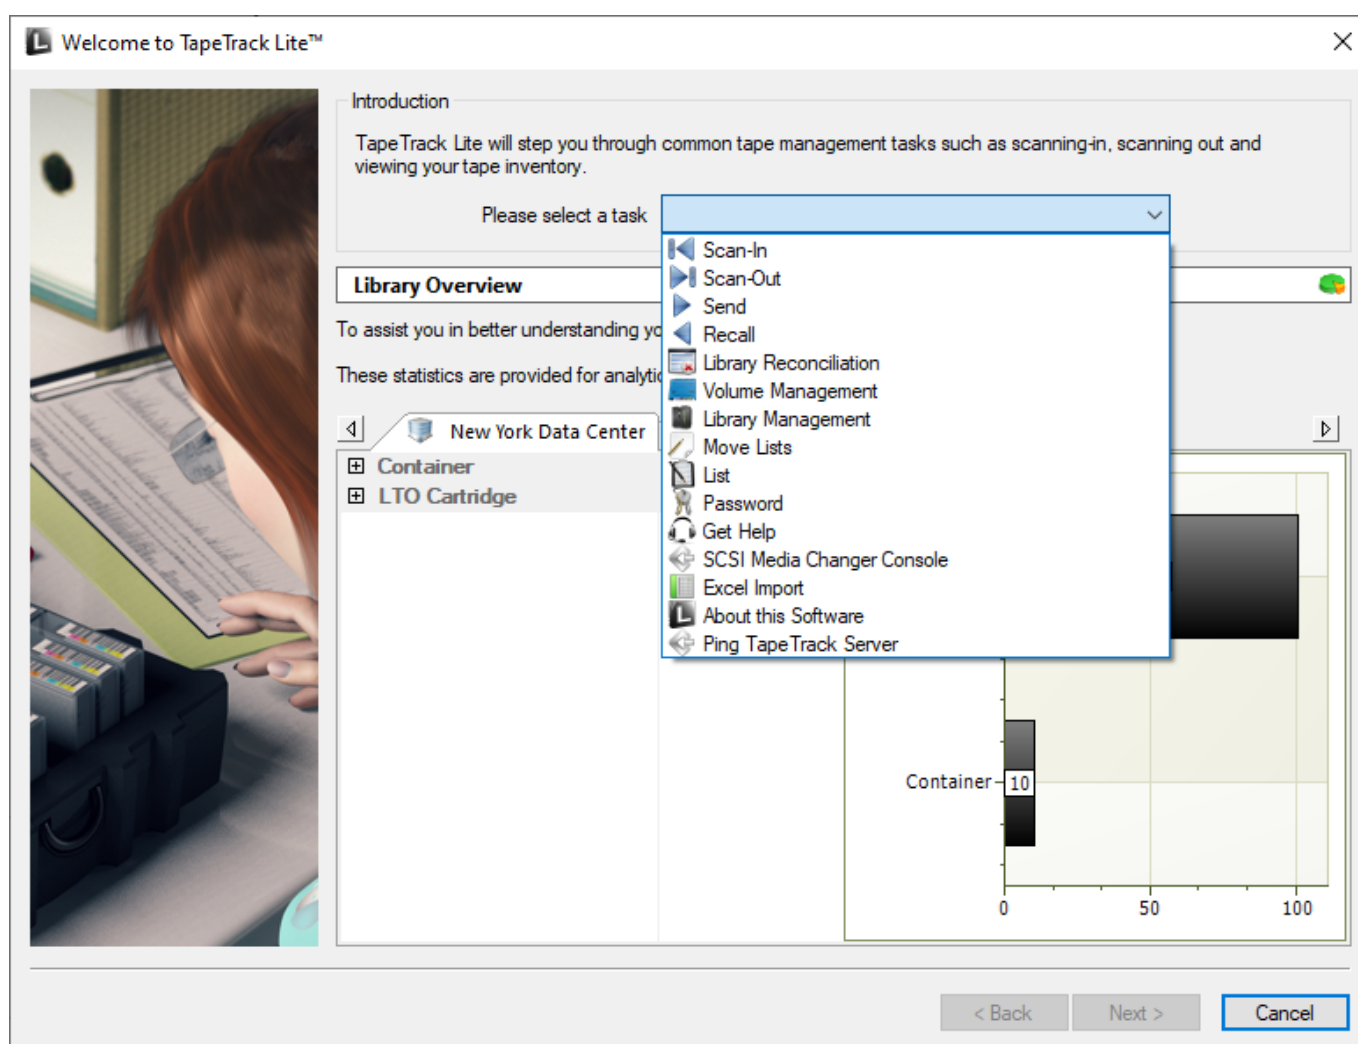 Welcome to TapeTrack Lite™
Introduction
TapeTrack Lite will step you through common tape management tasks such as scanning-in, scanning out and
viewing your tape inventory.
Please select a task
Scan-In
Scan-Out
Send
Recall
Library Reconciliation
Volume Management
Library Management
Move Lists
List
Password
Get Help
SCSI Media Changer Console
Excel Import
About this Software
Ping TapeTrack Server
Library Overview
To assist you in better understanding
These statistics are provided for
New York Data Center
Container
LTO Cartridge
Container
10
0 50 100
< Back Next > Cancel